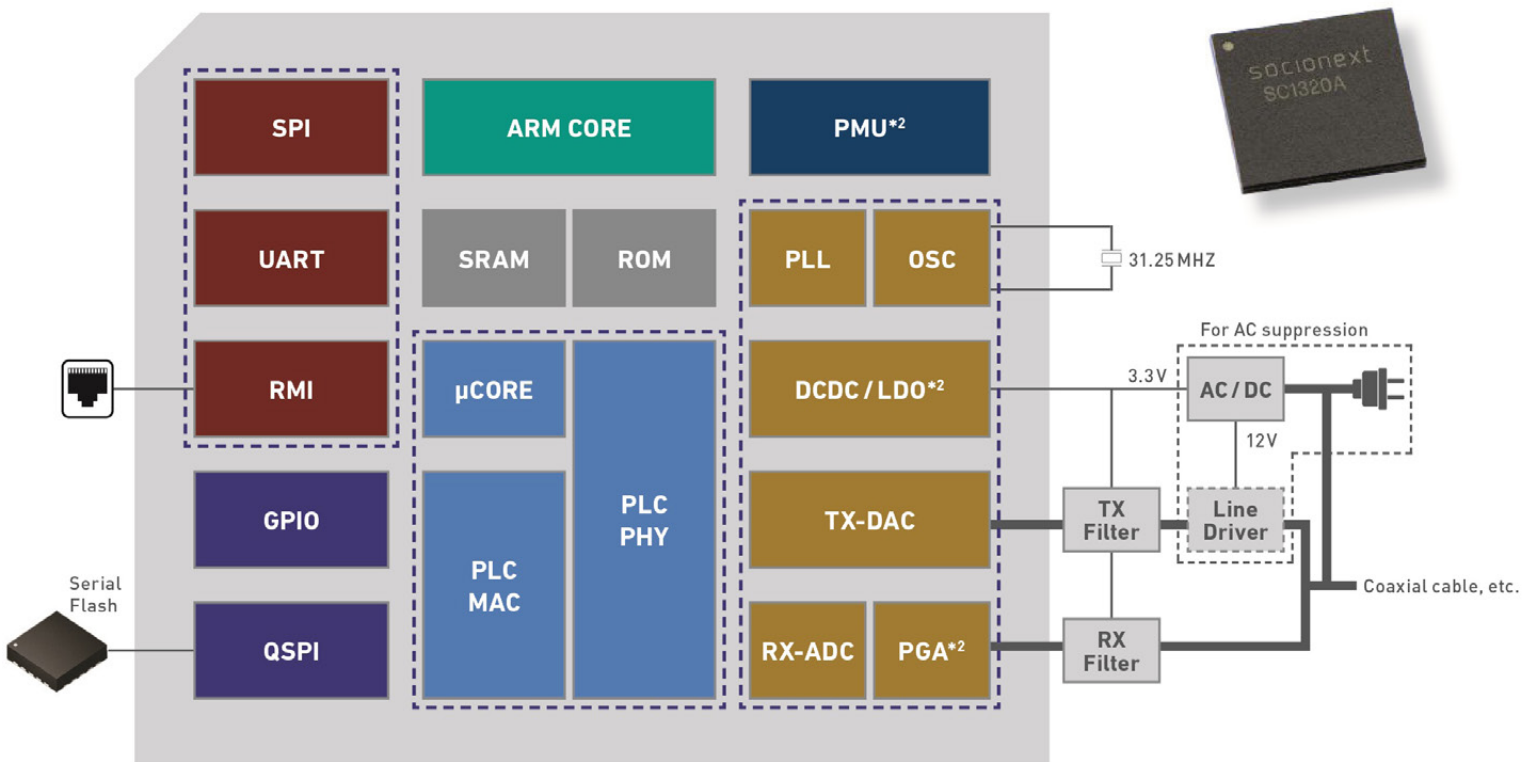 socionext
SC1320A
SPI
ARM CORE
PMU*²
UART
SRAM
ROM
PLL
OSC
31.25 MHZ
For AC suppression
RMI
µCORE
DCDC / LDO*²
3.3 V
AC / DC
12V
GPIO
PLC
PHY
TX-DAC
TX
Filter
Line
Driver
Serial
Flash
PLC
MAC
Coaxial cable, etc.
QSPI
RX-ADC
PGA*²
RX
Filter